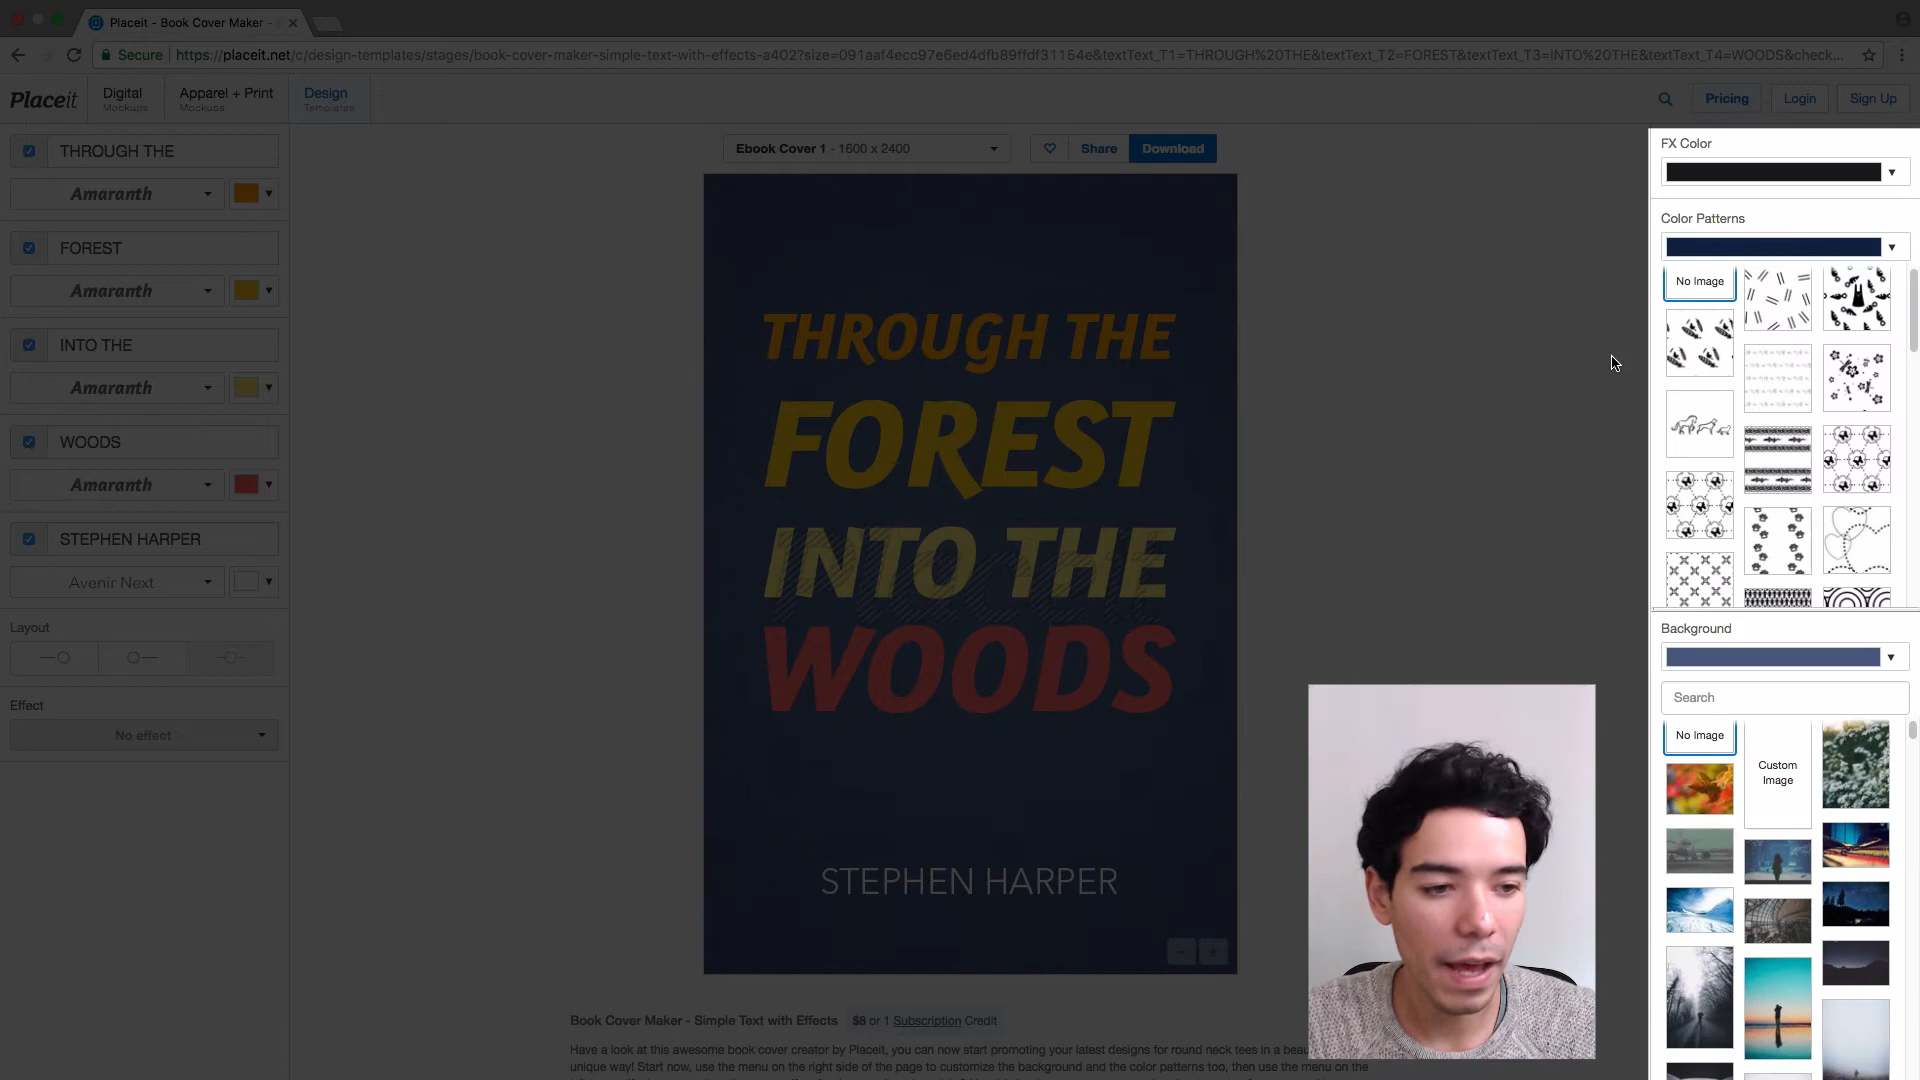 Placeit - Book Cover Maker -
Secure | https://placeit.net/c/design-templates/stages/book-cover-maker-simple-text-with-effects-a402?size=091aaf4ecc97e6ed4dfb89ffdf31154e&textText_T1=THROUGH%20THE&textText_T2=FOREST&textText_T3=INTO%20THE&textText_T4=WOODS&check...
Placeit
Digital
Mockups
Apparel + Print
Mockups
Design
Templates
Pricing
Login
Sign Up
THROUGH THE
Amaranth
FOREST
Amaranth
INTO THE
Amaranth
WOODS
Amaranth
STEPHEN HARPER
Avenir Next
Layout
Effect
No effect
Ebook Cover 1 - 1600 x 2400
Share
Download
THROUGH THE
FOREST
INTO THE
WOODS
Placeit
STEPHEN HARPER
Book Cover Maker - Simple Text with Effects
$8 or 1 Subscription Credit
Have a look at this awesome book cover creator by Placeit, you can now start promoting your latest designs for round neck tees in a
unique way! Start now, use the menu on the right side of the page to customize the background and the color patterns too, then use the menu on the
FX Color
Color Patterns
No Image
Background
Search
No Image
Custom
Image